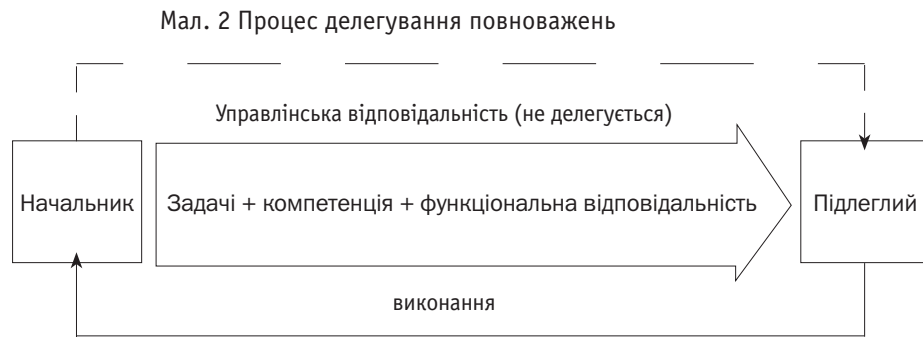 Мал. 2 Процес делегування повноважень
Управлінська відповідальність (не делегується)
Начальник
Задачі + компетенція + функціональна відповідальність
Підлеглий
виконання